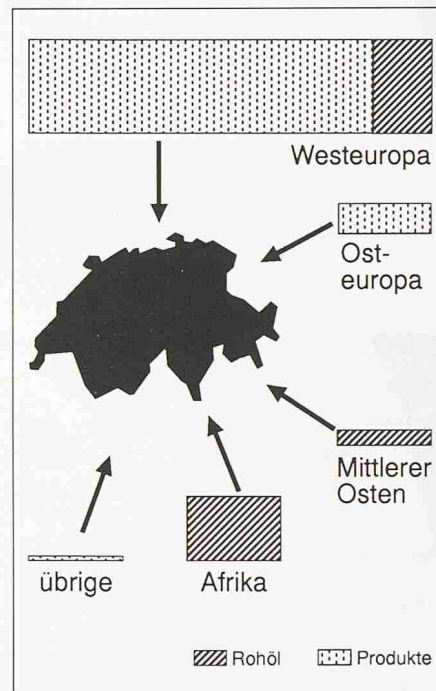 Westeuropa
Ost-
europa
Mittlerer
Osten
übrige
Afrika
Rohöl
Produkte